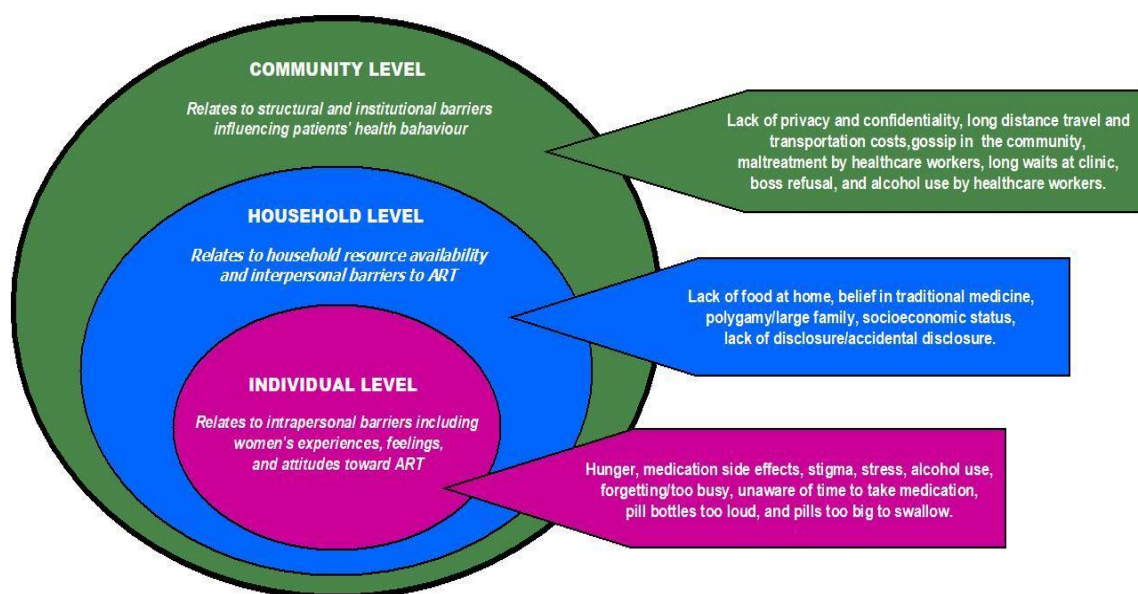 COMMUNITY LEVEL
Relates to structural and institutional barriers
influencing patients' health bahaviour
Lack of privacy and confidentiality, long distance travel and
transportation costs,gossip in the community,
maltreatment by healthcare workers, long waits at clinic,
boss refusal, and alcohol use by healthcare workers.
HOUSEHOLD LEVEL
Relates to household resource availability
and interpersonal barriers to ART
Lack of food at home, belief in traditional medicine,
polygamy/large family, socioeconomic status,
lack of disclosure/accidental disclosure.
INDIVIDUAL LEVEL
Relates to intrapersonal barriers including
women's experiences, feelings,
and attitudes toward ART
Hunger, medication side effects, stigma, stress, alcohol use,
forgetting/too busy, unaware of time to take medication,
pill bottles too loud, and pills too big to swallow.